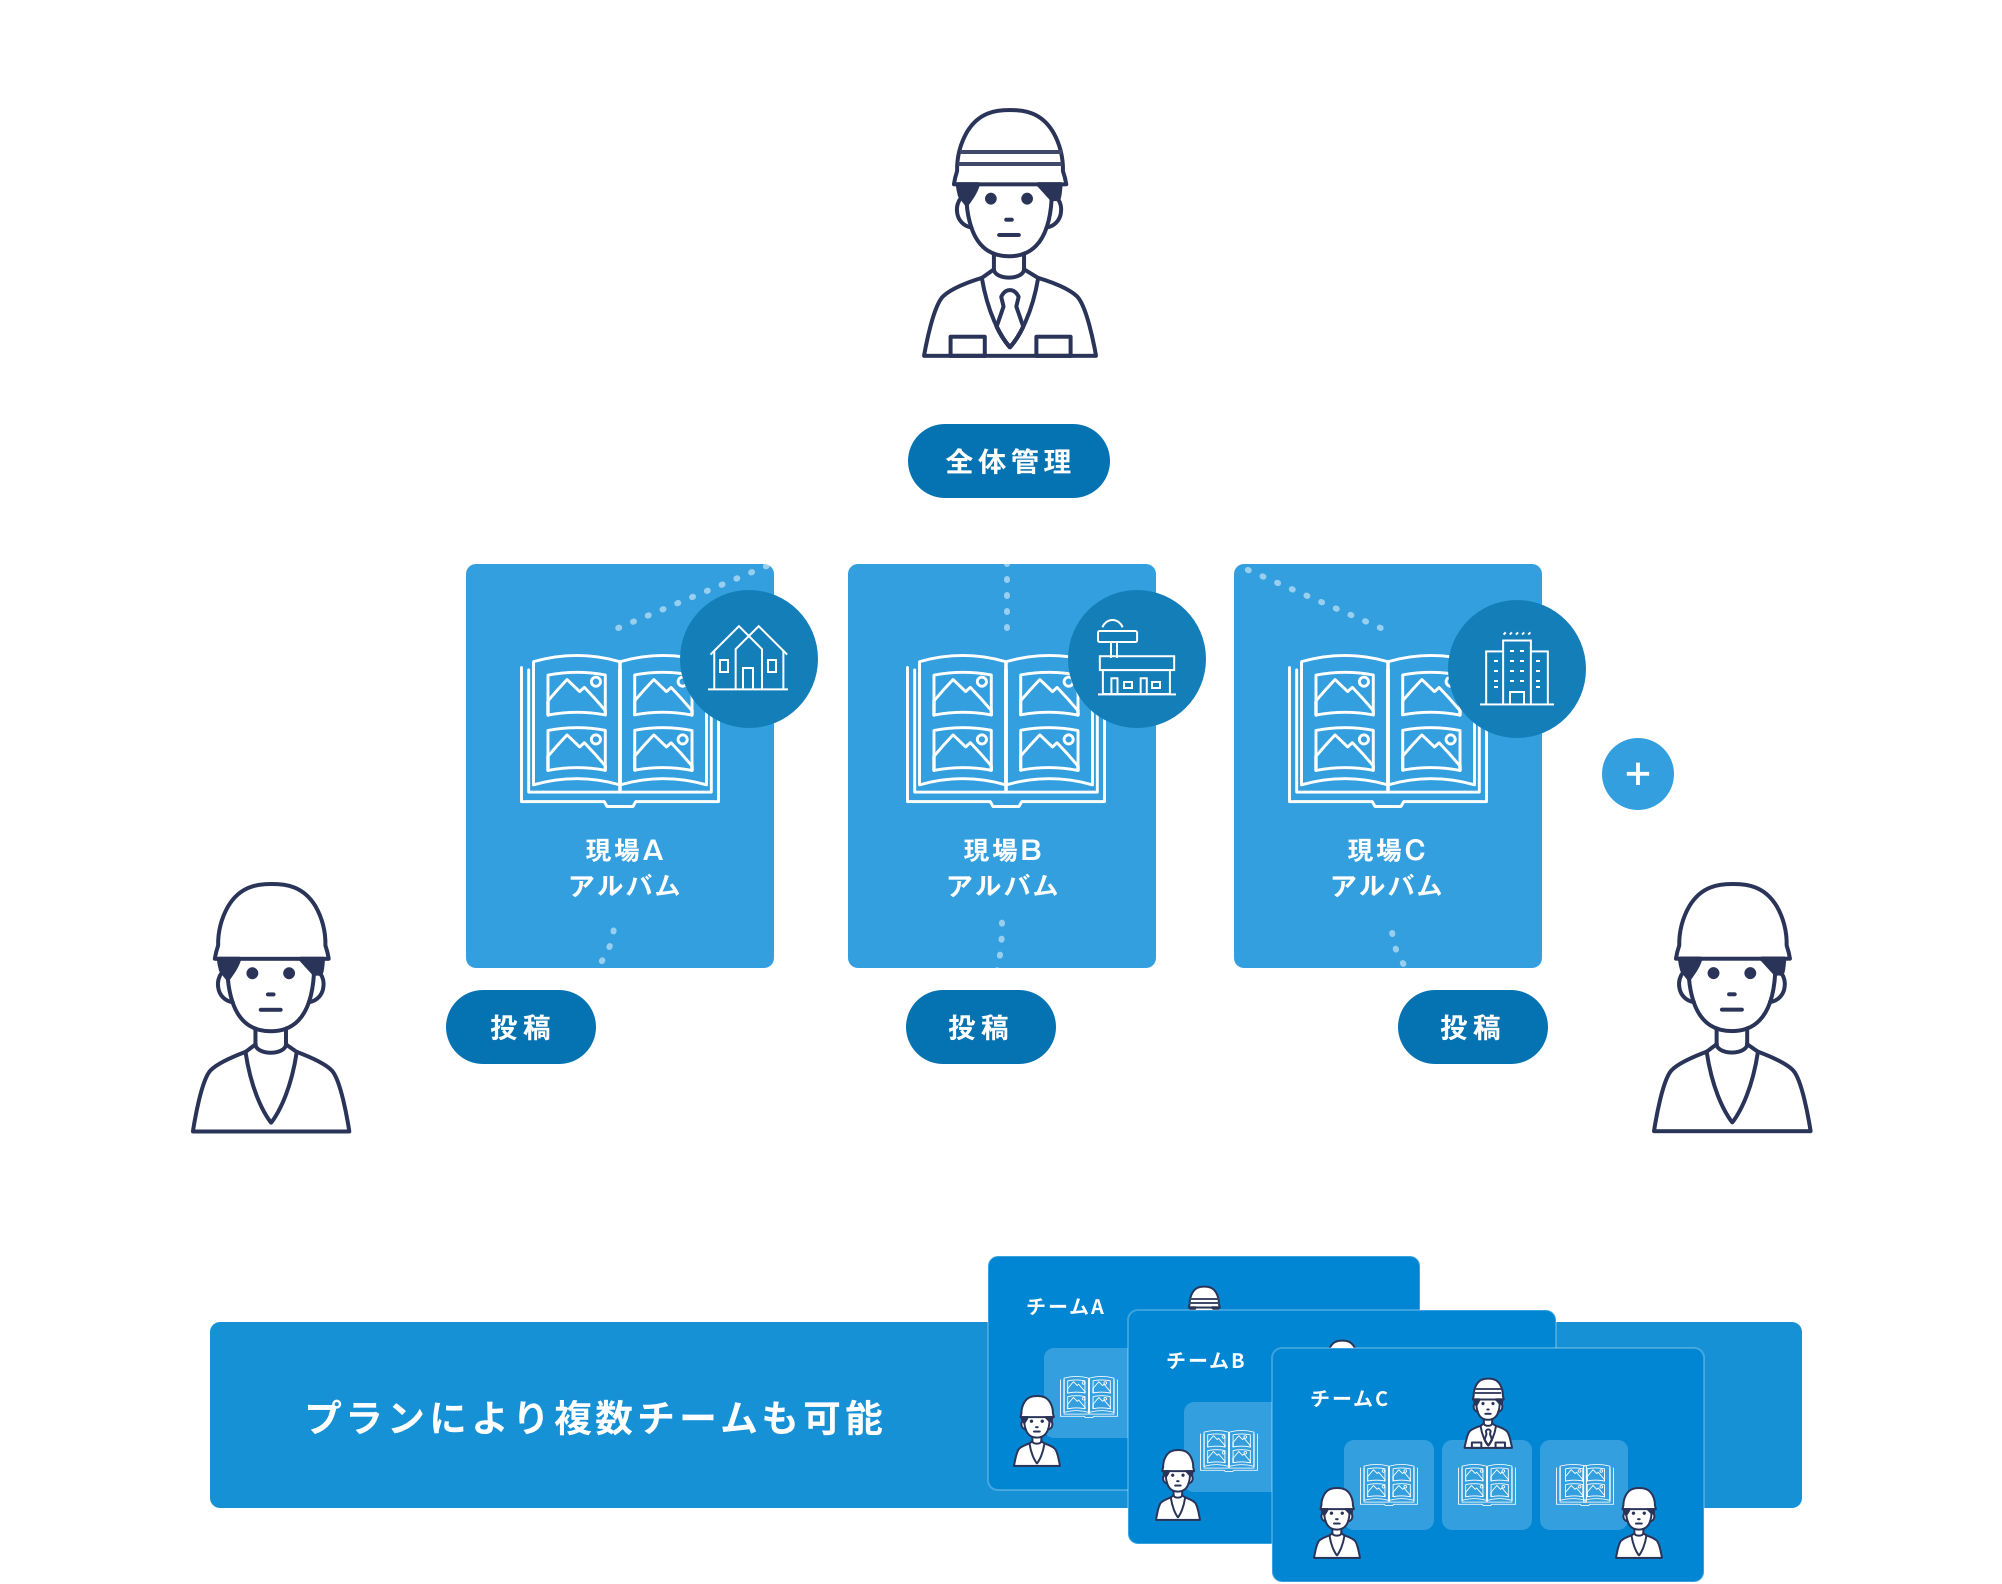 全体管理
現場A
アルバム
現場B
アルバム
現場C
アルバム
+
投稿
投稿
投稿
プランにより複数チームも可能
チームA
チームB
チームC